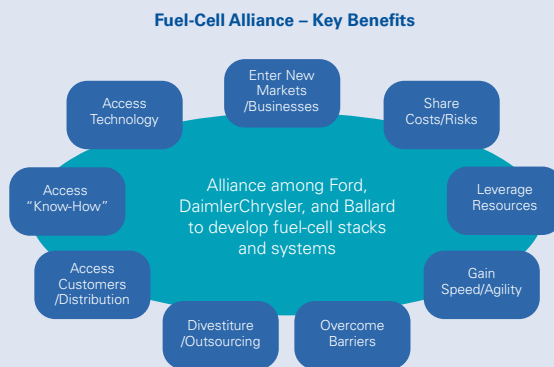 Fuel-Cell Alliance – Key Benefits
Enter New
Markets
/Businesses
Access
Technology
Share
Costs/Risks
Access
“Know-How”
Alliance among Ford,
DaimlerChrysler, and Ballard
to develop fuel-cell stacks
and systems
Leverage
Resources
Access
Customers
/Distribution
Gain
Speed/Agility
Divestiture
/Outsourcing
Overcome
Barriers